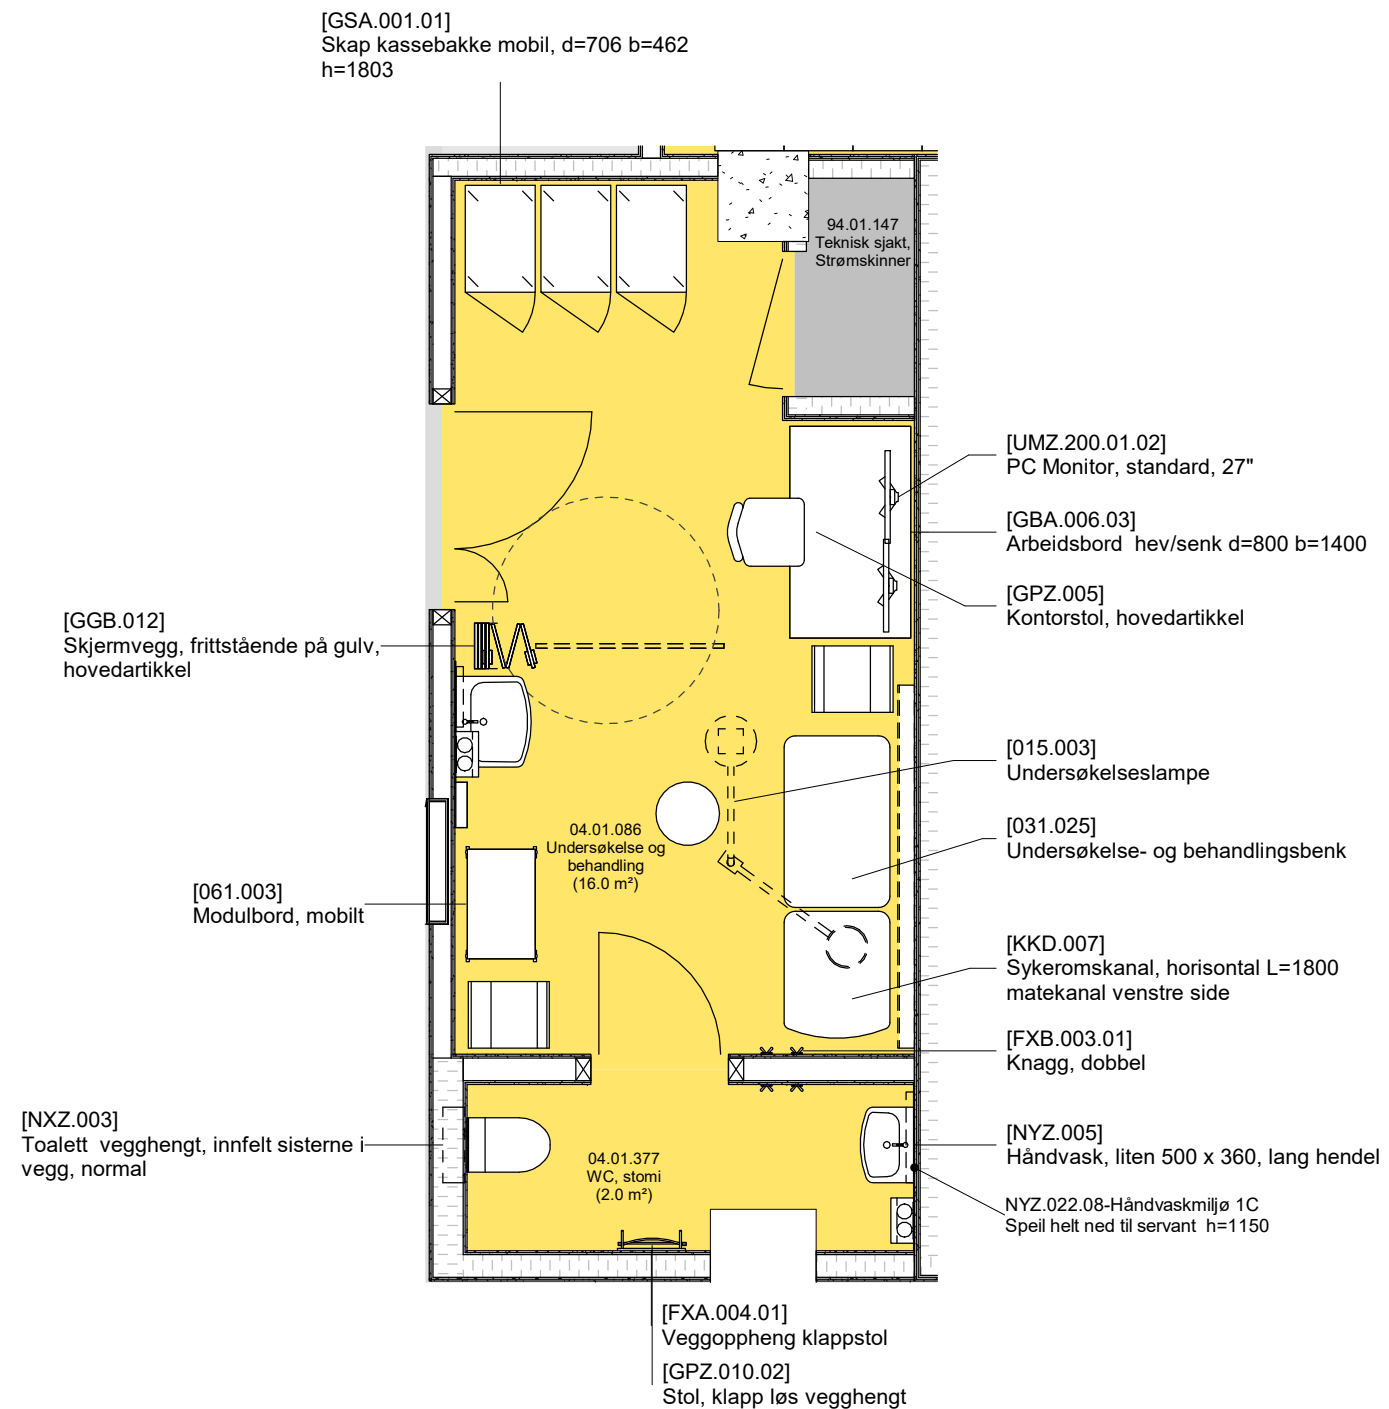 [GSA.001.01]
Skap kassebakke mobil, d=706 b=462
h=1803
94.01.147
Teknisk sjakt,
Strømskinner
[UMZ.200.01.02]
PC Monitor, standard, 27"
[GBA.006.03]
Arbeidsbord hev/senk d=800 b=1400
[GPZ.005]
Kontorstol, hovedartikkel
[GGB.012]
Skjermvegg, frittstående på gulv,
hovedartikkel
[015.003]
Undersøkelseslampe
04.01.086
Undersøkelse og
behandling
(16.0 m²)
[031.025]
Undersøkelse- og behandlingsbenk
[061.003]
Modulbord, mobilt
[KKD.007]
Sykeromskanal, horisontal L=1800
matekanal venstre side
[FXB.003.01]
Knagg, dobbel
[NXZ.003]
Toalett vegghengt, innfelt sisterne i
vegg, normal
04.01.377
WC, stomi
(2.0 m²)
[NYZ.005]
Håndvask, liten 500 x 360, lang hendel
NYZ.022.08-Håndvaskmiljø 1C
Speil helt ned til servant h=1150
[FXA.004.01]
Veggoppheng klappstol
[GPZ.010.02]
Stol, klapp løs vegghengt